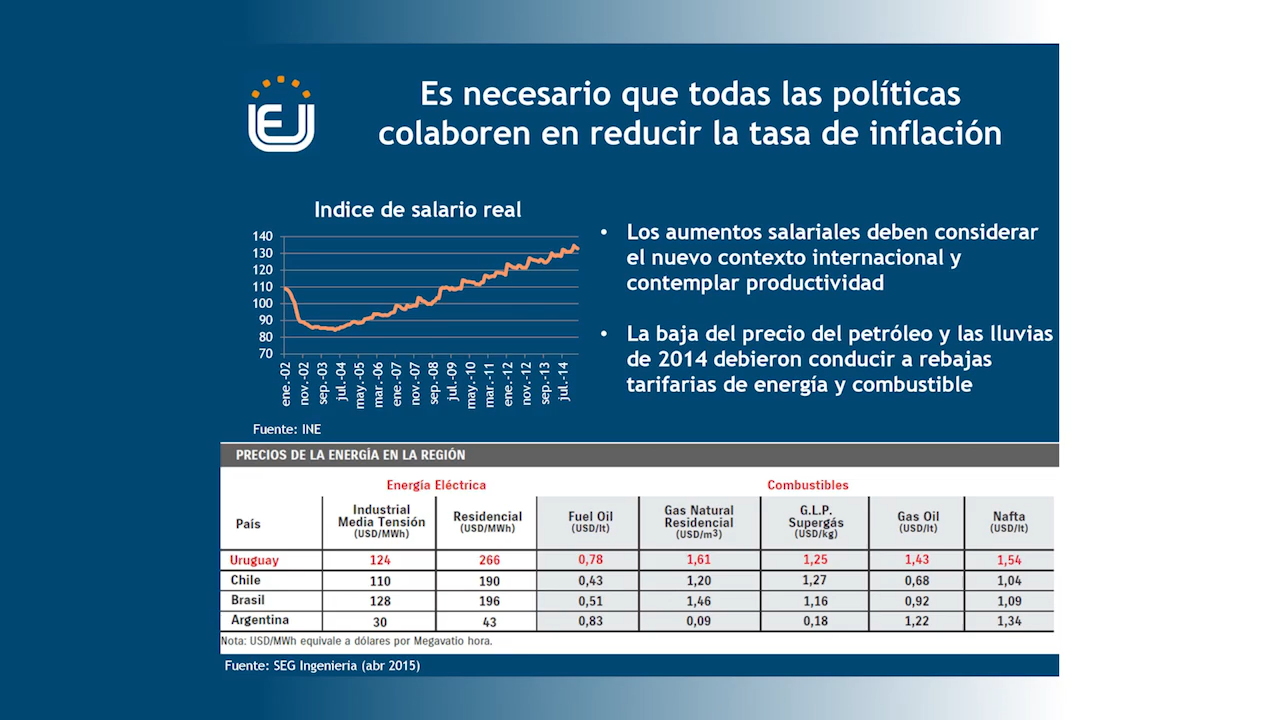 Es necesario que todas las políticas
colaboren en reducir la tasa de inflación
Indice de salario real
140
130
120
110
100
90
80
70
ene.-02
nov.-02
sep.-03
jul.-04
may.-05
mar.-06
ene.-07
nov.-07
sep.-08
jul.-09
may.-10
mar.-11
ene.-12
nov.-12
sep.-13
jul.-14
Fuente: INE
• Los aumentos salariales deben considerar
el nuevo contexto internacional y
contemplar productividad
• La baja del precio del petróleo y las lluvias
de 2014 debieron conducir a rebajas
tarifarias de energía y combustible
PRECIOS DE LA ENERGÍA EN LA REGIÓN
Energía Eléctrica Combustibles
País Industrial Media Tensión (USD/MWh) Residencial (USD/MWh) Fuel Oil (USD/lt) Gas Natural Residencial (USD/m3) G.L.P. Supergás (USD/kg) Gas Oil (USD/lt) Nafta (USD/lt)
Uruguay 124 266 0,78 1,61 1,25 1,43 1,54
Chile 110 190 0,43 1,20 1,27 0,68 1,04
Brasil 128 196 0,51 1,46 1,16 0,92 1,09
Argentina 30 43 0,83 0,09 0,18 1,22 1,34
Nota: USD/MWh equivale a dólares por Megavatio hora.
Fuente: SEG Ingenieria (abr 2015)